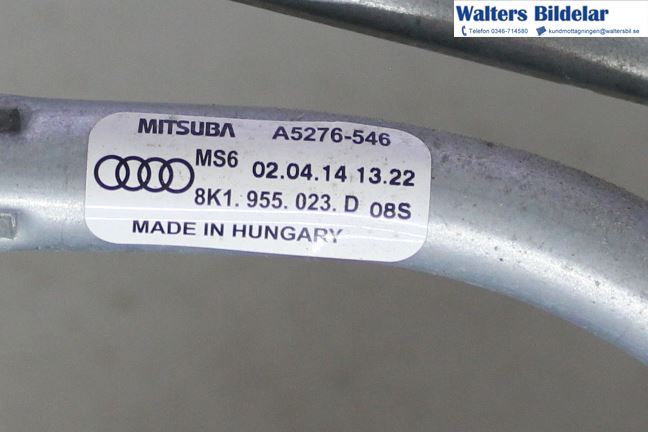 Walters Bildelar
Telefon 0346-714580 kundmottagningen@waltersbil.se
MITSUBA A5276-546
MS6 02.04.14 13.22
8K1.955.023.D 08S
MADE IN HUNGARY